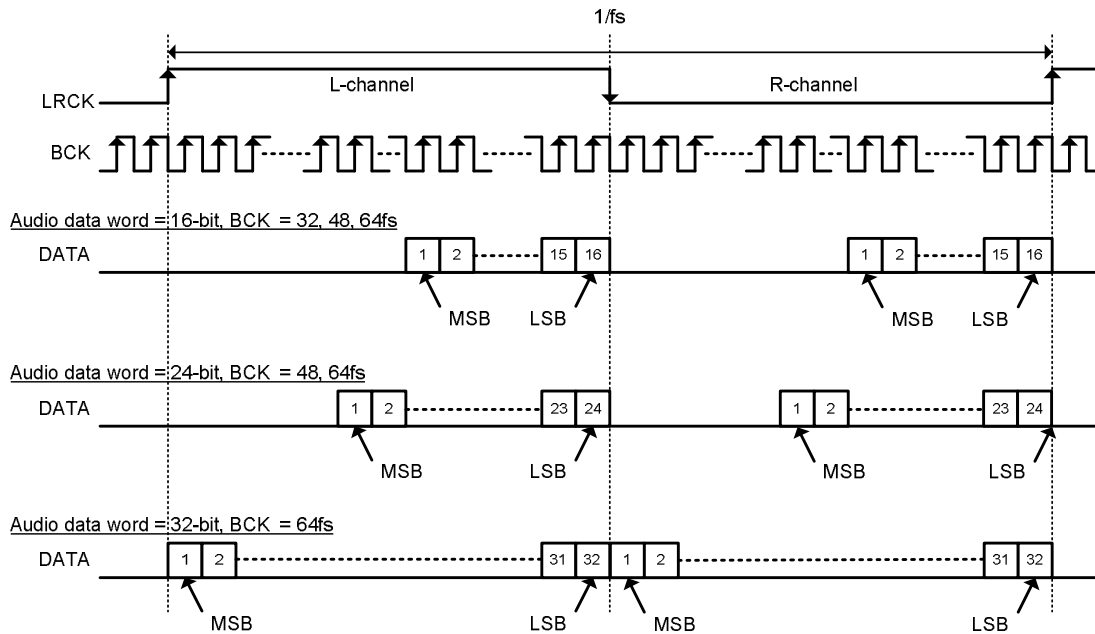 1/fs
L-channel R-channel
LRCK
BCK
Audio data word = 16-bit, BCK = 32, 48, 64fs
DATA 1 2 15 16 1 2 15 16
MSB LSB MSB LSB
Audio data word = 24-bit, BCK = 48, 64fs
DATA 1 2 23 24 1 2 23 24
MSB LSB MSB LSB
Audio data word = 32-bit, BCK = 64fs
DATA 1 2 31 32 1 2 31 32
MSB LSB MSB LSB